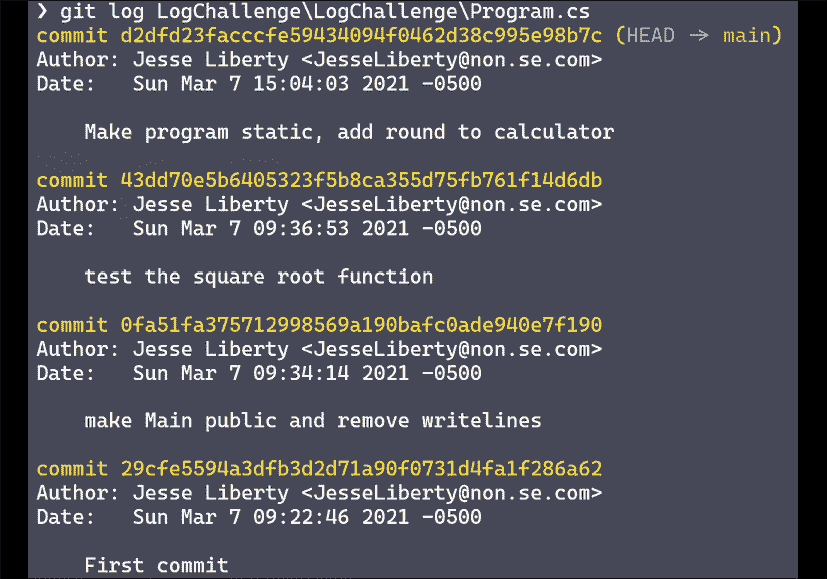 ❯ git log LogChallenge\LogChallenge\Program.cs
commit d2dfd23facccfe59434094f0462d38c995e98b7c (HEAD -> main)
Author: Jesse Liberty <JesseLiberty@non.se.com>
Date:   Sun Mar 7 15:04:03 2021 -0500
    Make program static, add round to calculator
commit 43dd70e5b6405323f5b8ca355d75fb761f14d6db
Author: Jesse Liberty <JesseLiberty@non.se.com>
Date:   Sun Mar 7 09:36:53 2021 -0500
    test the square root function
commit 0fa51fa375712998569a190bafc0ade940e7f190
Author: Jesse Liberty <JesseLiberty@non.se.com>
Date:   Sun Mar 7 09:34:14 2021 -0500
    make Main public and remove writelines
commit 29cfe5594a3dfb3d2d71a90f0731d4fa1f286a62
Author: Jesse Liberty <JesseLiberty@non.se.com>
Date:   Sun Mar 7 09:22:46 2021 -0500
    First commit